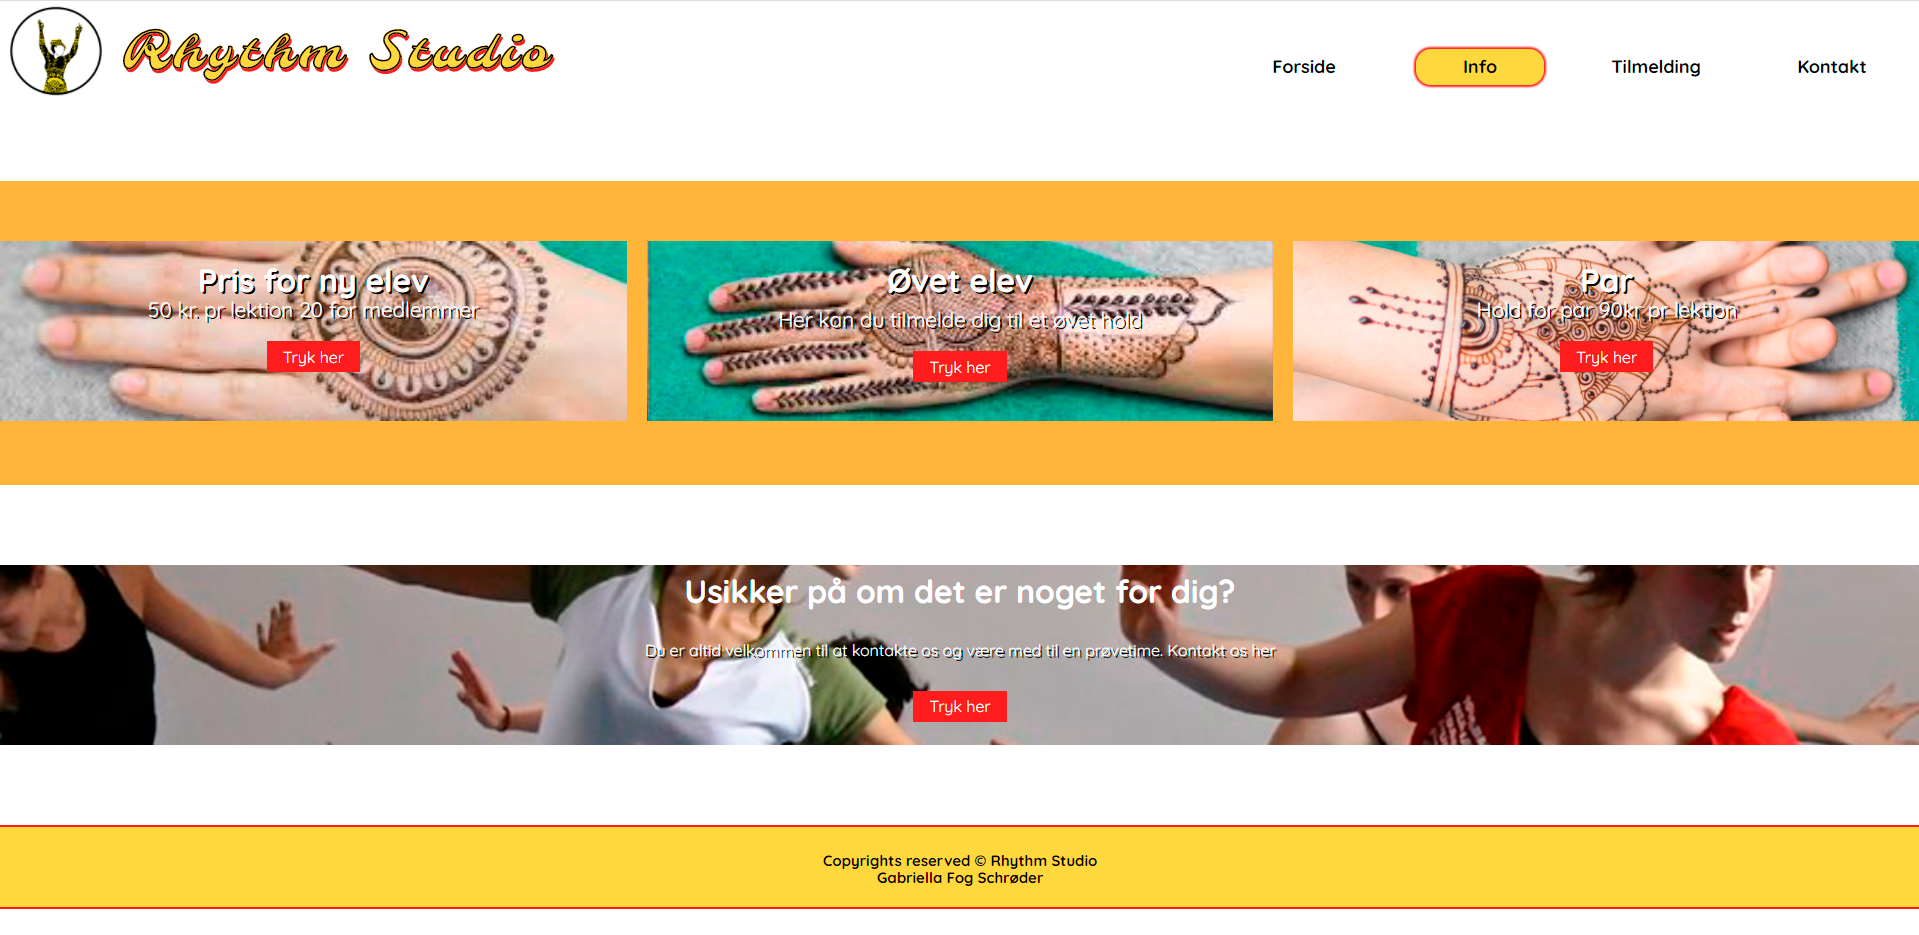 Rhythm Studio
Forside
Info
Tilmelding
Kontakt
Pris for ny elev
50 kr. pr lektion 20 for medlemmer
Tryk her
Øvet elev
Her kan du tilmelde dig til et øvet hold
Tryk her
Par
Hold for par 90kr pr lektion
Tryk her
Usikker på om det er noget for dig?
Du er altid velkommen til at kontakte os og være med til en prøvetime. Kontakt os her
Tryk her
Copyrights reserved © Rhythm Studio
Gabriella Fog Schrøder